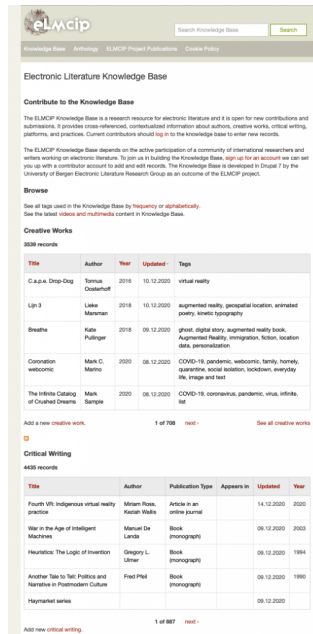 eLMCIP
Search Knowledge Base
Search
Knowledge Base Anthology ELMCIP Project Publications Cookie Policy
Electronic Literature Knowledge Base
Contribute to the Knowledge Base
The ELMCIP Knowledge Base is a research resource for electronic literature and it is open for new contributions and
submissions. It provides cross-referenced, contextualized information about authors, creative works, critical writing,
platforms, and practices. Current contributors should log in to the knowledge base to enter new records.
The ELMCIP Knowledge Base depends on the active participation of a community of international researchers and
writers working on electronic literature. To join us in building the Knowledge Base, sign up for an account we can set
you up with a contributor account to add and edit records. The Knowledge Base is developed in Drupal 7 by the
University of Bergen Electronic Literature Research Group as an outcome of the ELMCIP project.
Browse
See all tags used in the Knowledge Base by frequency or alphabetically.
See the latest videos and multimedia content in Knowledge Base.
Creative Works
3539 records
Title Author Year Updated Tags
C.a.p.e. Drop-Dog Tonnus Oosterhoff 2016 10.12.2020 virtual reality
Lijn 3 Lieke Marsman 2018 10.12.2020 augmented reality, geospatial location, animated
poetry, kinetic typography
Breathe Kate Pullinger 2018 09.12.2020 ghost, digital story, augmented reality book,
Augmented Reality, immigration, fiction, location
data, personalization
Coronation webcomic Mark C. Marino 2020 08.12.2020 COVID-19, pandemic, webcomic, family, homely,
quarantine, social isolation, lockdown, everyday
life, image and text
The Infinite Catalog of Crushed Dreams Mark Sample 2020 08.12.2020 COVID-19, coronavirus, pandemic, virus, infinite,
list
Add a new creative work. 1 of 708 next › See all creative works
Critical Writing
4435 records
Title Author Publication Type Appears in Updated Year
Fourth VR: Indigenous virtual reality practice Miriam Ross, Keziah Wallis Article in an online journal 14.12.2020 2020
War in the Age of Intelligent Machines Manuel De Landa Book (monograph) 09.12.2020 2003
Heuristics: The Logic of Invention Gregory L. Ulmer Book (monograph) 09.12.2020 1994
Another Tale to Tell: Politics and Narrative in Postmodern Culture Fred Pfeil Book (monograph) 09.12.2020 1990
Haymarket series 09.12.2020
1 of 887 next ›
Add new critical writing.